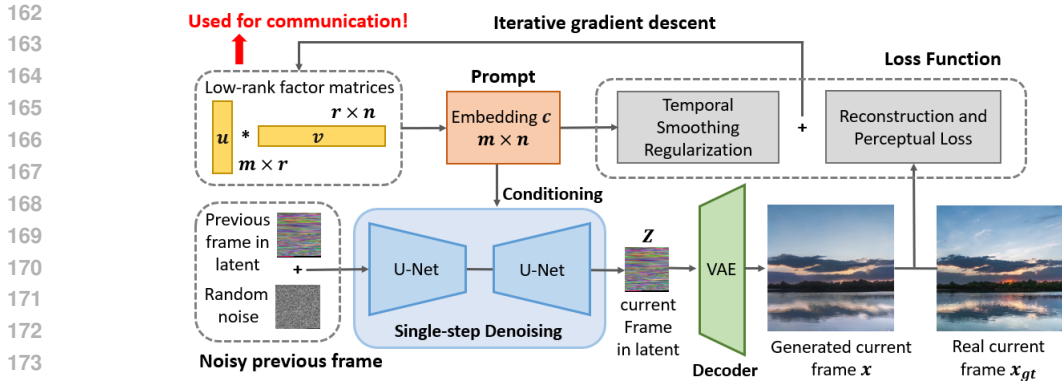 162
163
164
165
166
167
168
169
170
171
172
173
Used for communication!
Iterative gradient descent
Low-rank factor matrices
r × n
u * v
m × r
Prompt
Embedding c
m × n
Loss Function
Temporal
Smoothing
Regularization
+
Reconstruction and
Perceptual Loss
Conditioning
Previous
frame in
latent
+
Random
noise
Noisy previous frame
U-Net
U-Net
Single-step Denoising
Z
current
Frame
in latent
VAE
Decoder
Generated current
frame x
Real current
frame x_gt